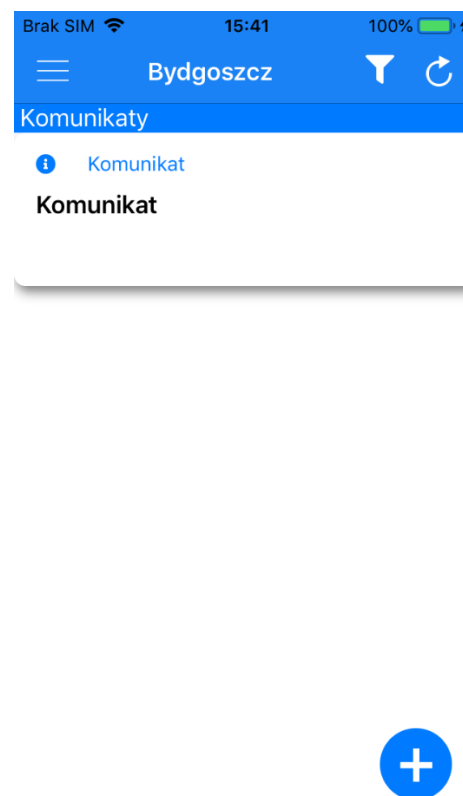 Brak SIM 15:41 100%
Bydgoszcz
Komunikaty
Komunikat
Komunikat